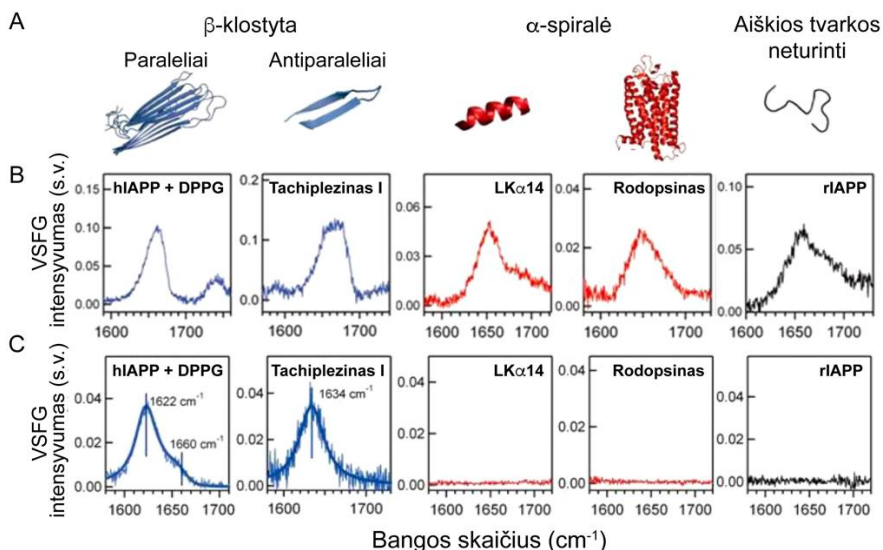 A
β-klostyta
α-spiralė
Aiškios tvarkos
neturinti
Paraleliai
Antiparaleliai
B
VSFG
intensyvumas (s.v.)
hIAPP + DPPG
0.15
0.10
0.05
0.00
1600
1700
Tachiplezinas I
0.2
0.1
0
1600
1700
LKα14
0.06
0.03
0.00
1600
1650
1700
Rodopsinas
0.04
0.02
0.00
1600
1650
1700
rIAPP
0.10
0.05
0.00
1600
1650
1700
C
VSFG
intensyvumas (s.v.)
hIAPP + DPPG
1622 cm⁻¹
1660 cm⁻¹
0.04
0.02
0.00
1600
1650
1700
Tachiplezinas I
1634 cm⁻¹
0.04
0.02
0.00
1600
1700
LKα14
0.04
0.02
0.00
1600
1650
1700
Rodopsinas
0.04
0.02
0.00
1600
1650
1700
rIAPP
0.04
0.02
0.00
1600
1650
1700
Bangos skaičius (cm⁻¹)